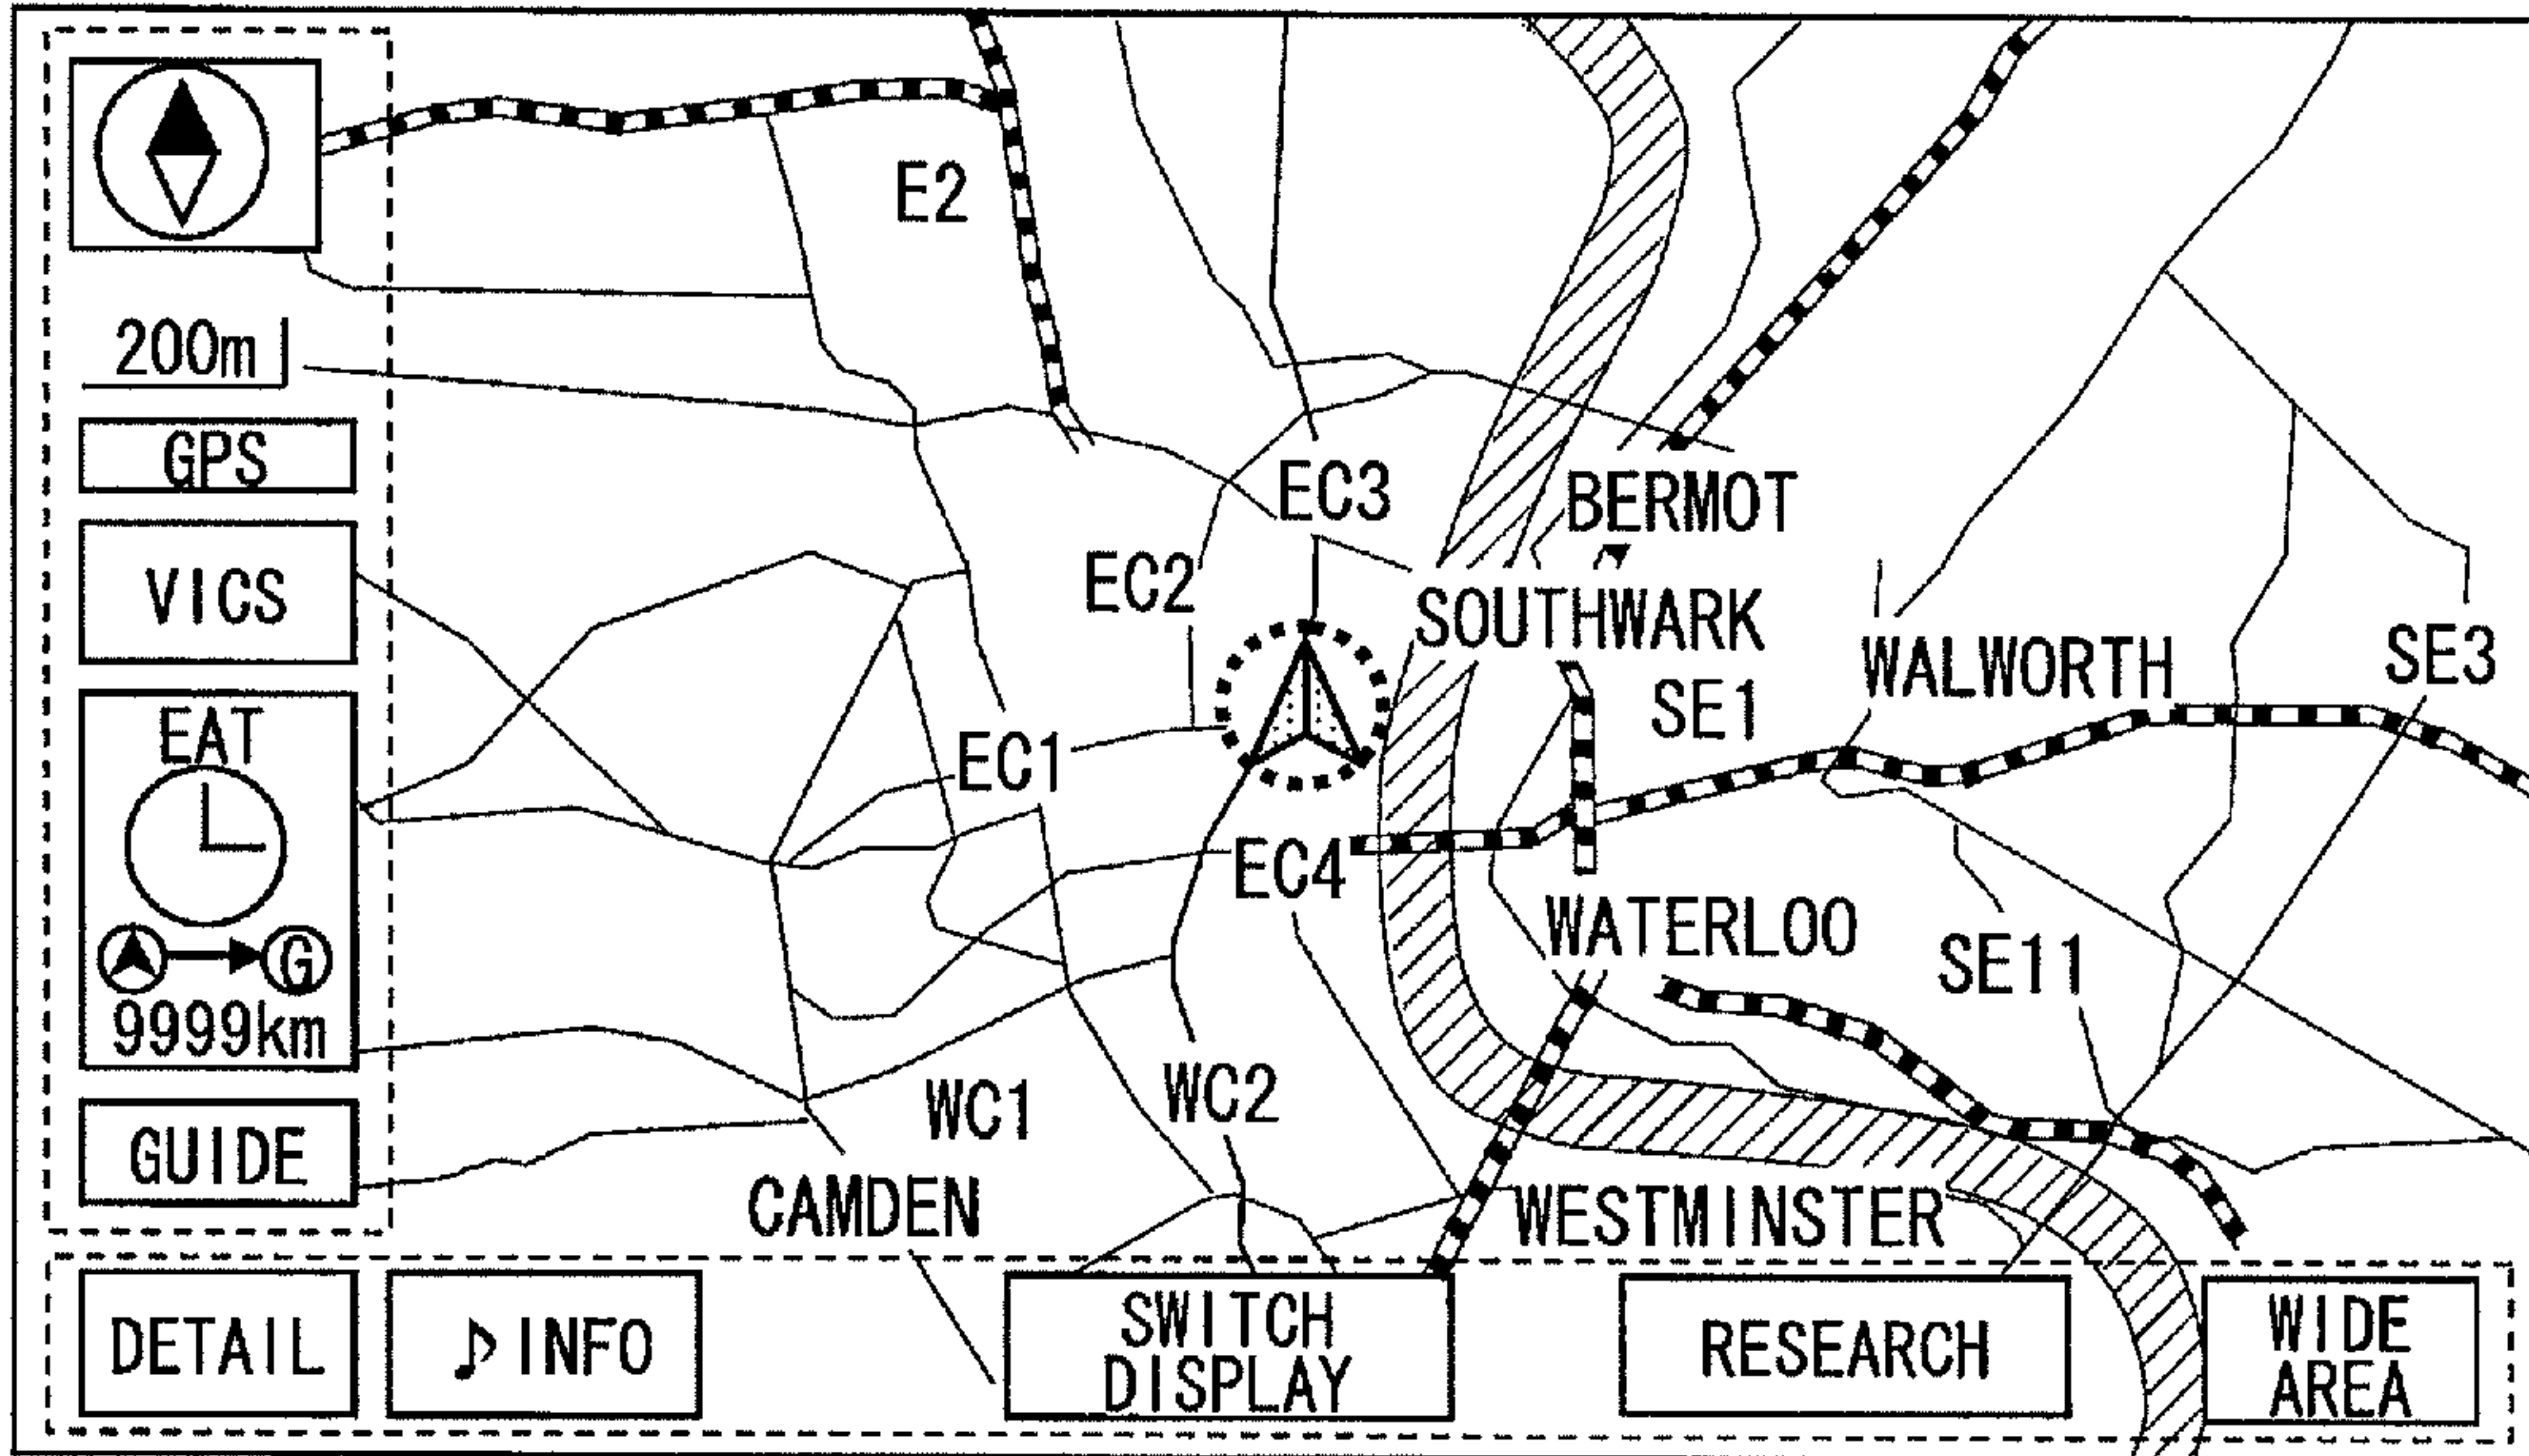 E2
200m
GPS
EC3
BERMOT
VICS
EC2
SOUTHWARK
WALWORTH
SE3
SE1
EAT
EC1
EC4
WATERLOO
SE11
G
9999km
WC1
WC2
GUIDE
CAMDEN
WESTMINSTER
DETAIL
♪INFO
SWITCH
DISPLAY
RESEARCH
WIDE
AREA